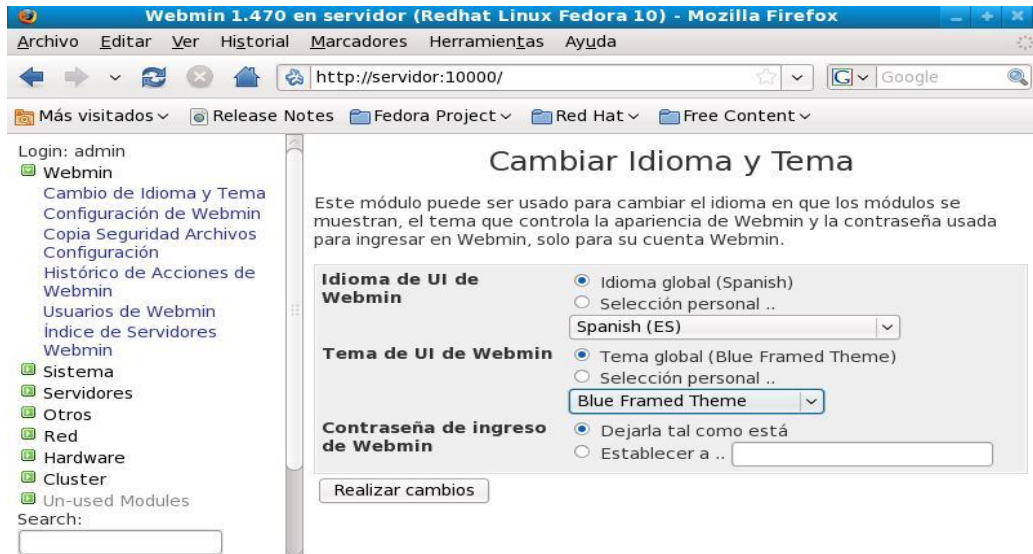 Webmin 1.470 en servidor (Redhat Linux Fedora 10) - Mozilla Firefox
Archivo Editar Ver Historial Marcadores Herramientas Ayuda
http://servidor:10000/
G Google
Más visitados Release Notes Fedora Project Red Hat Free Content
Login: admin
Webmin
Cambio de Idioma y Tema
Configuración de Webmin
Copia Seguridad Archivos
Configuración
Histórico de Acciones de
Webmin
Usuarios de Webmin
Índice de Servidores
Webmin
Sistema
Servidores
Otros
Red
Hardware
Cluster
Un-used Modules
Search:
Cambiar Idioma y Tema
Este módulo puede ser usado para cambiar el idioma en que los módulos se
muestran, el tema que controla la apariencia de Webmin y la contraseña usada
para ingresar en Webmin, solo para su cuenta Webmin.
Idioma de UI de
Webmin
Idioma global (Spanish)
Selección personal ..
Spanish (ES)
Tema de UI de Webmin
Tema global (Blue Framed Theme)
Selección personal ..
Blue Framed Theme
Contraseña de ingreso
de Webmin
Dejarla tal como está
Establecer a ..
Realizar cambios